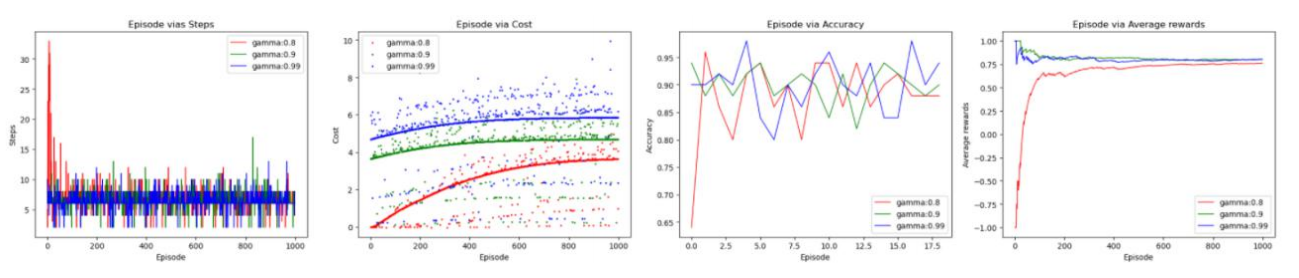 Episode vias Steps
gamma:0.8
gamma:0.9
gamma:0.99
30
25
20
15
10
5
Steps
0 200 400 600 800 1000
Episode
Episode via Cost
gamma:0.8
gamma:0.9
gamma:0.99
10
8
6
4
2
0
Cost
0 200 400 600 800 1000
Episode
Episode via Accuracy
0.95
0.90
0.85
0.80
0.75
0.70
0.65
Accuracy
gamma:0.8
gamma:0.9
gamma:0.99
0.0 2.5 5.0 7.5 10.0 12.5 15.0 17.5
Episode
Episode via Average rewards
1.00
0.75
0.50
0.25
0.00
-0.25
-0.50
-0.75
-1.00
Average rewards
gamma:0.8
gamma:0.9
gamma:0.99
0 200 400 600 800 1000
Episode